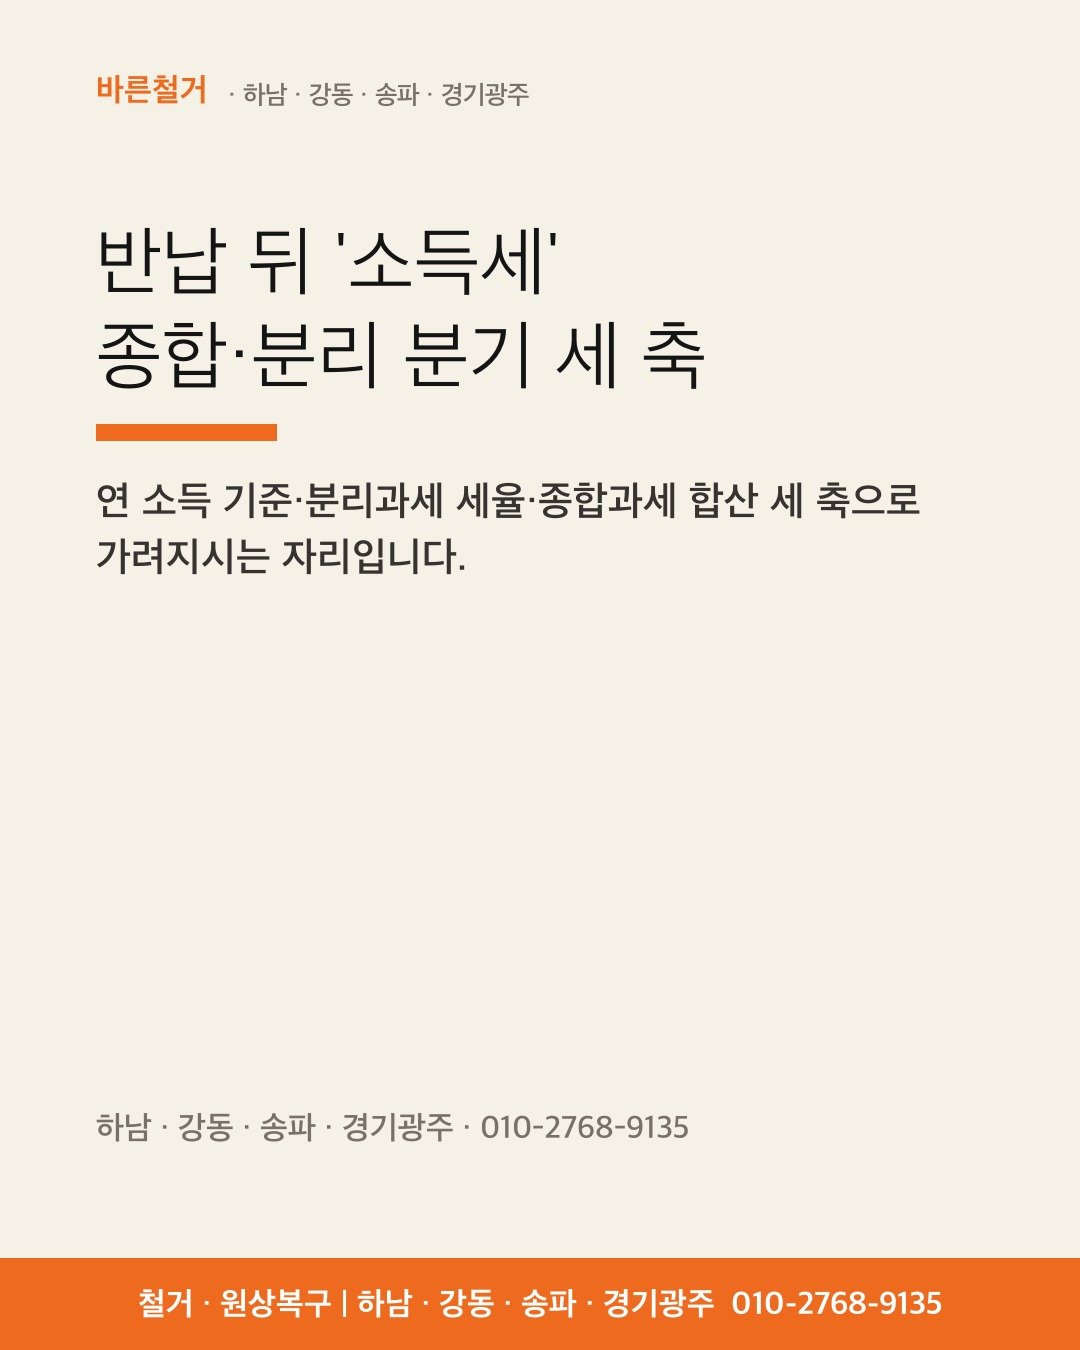 바른철거 · 하남 · 강동 · 송파 · 경기광주
반납 뒤 '소득세'
종합·분리 분기 세 축
연 소득 기준·분리과세 세율·종합과세 합산 세 축으로
가려지시는 자리입니다.
하남 · 강동 · 송파 · 경기광주 · 010-2768-9135
철거 · 원상복구 | 하남 · 강동 · 송파 · 경기광주 010-2768-9135